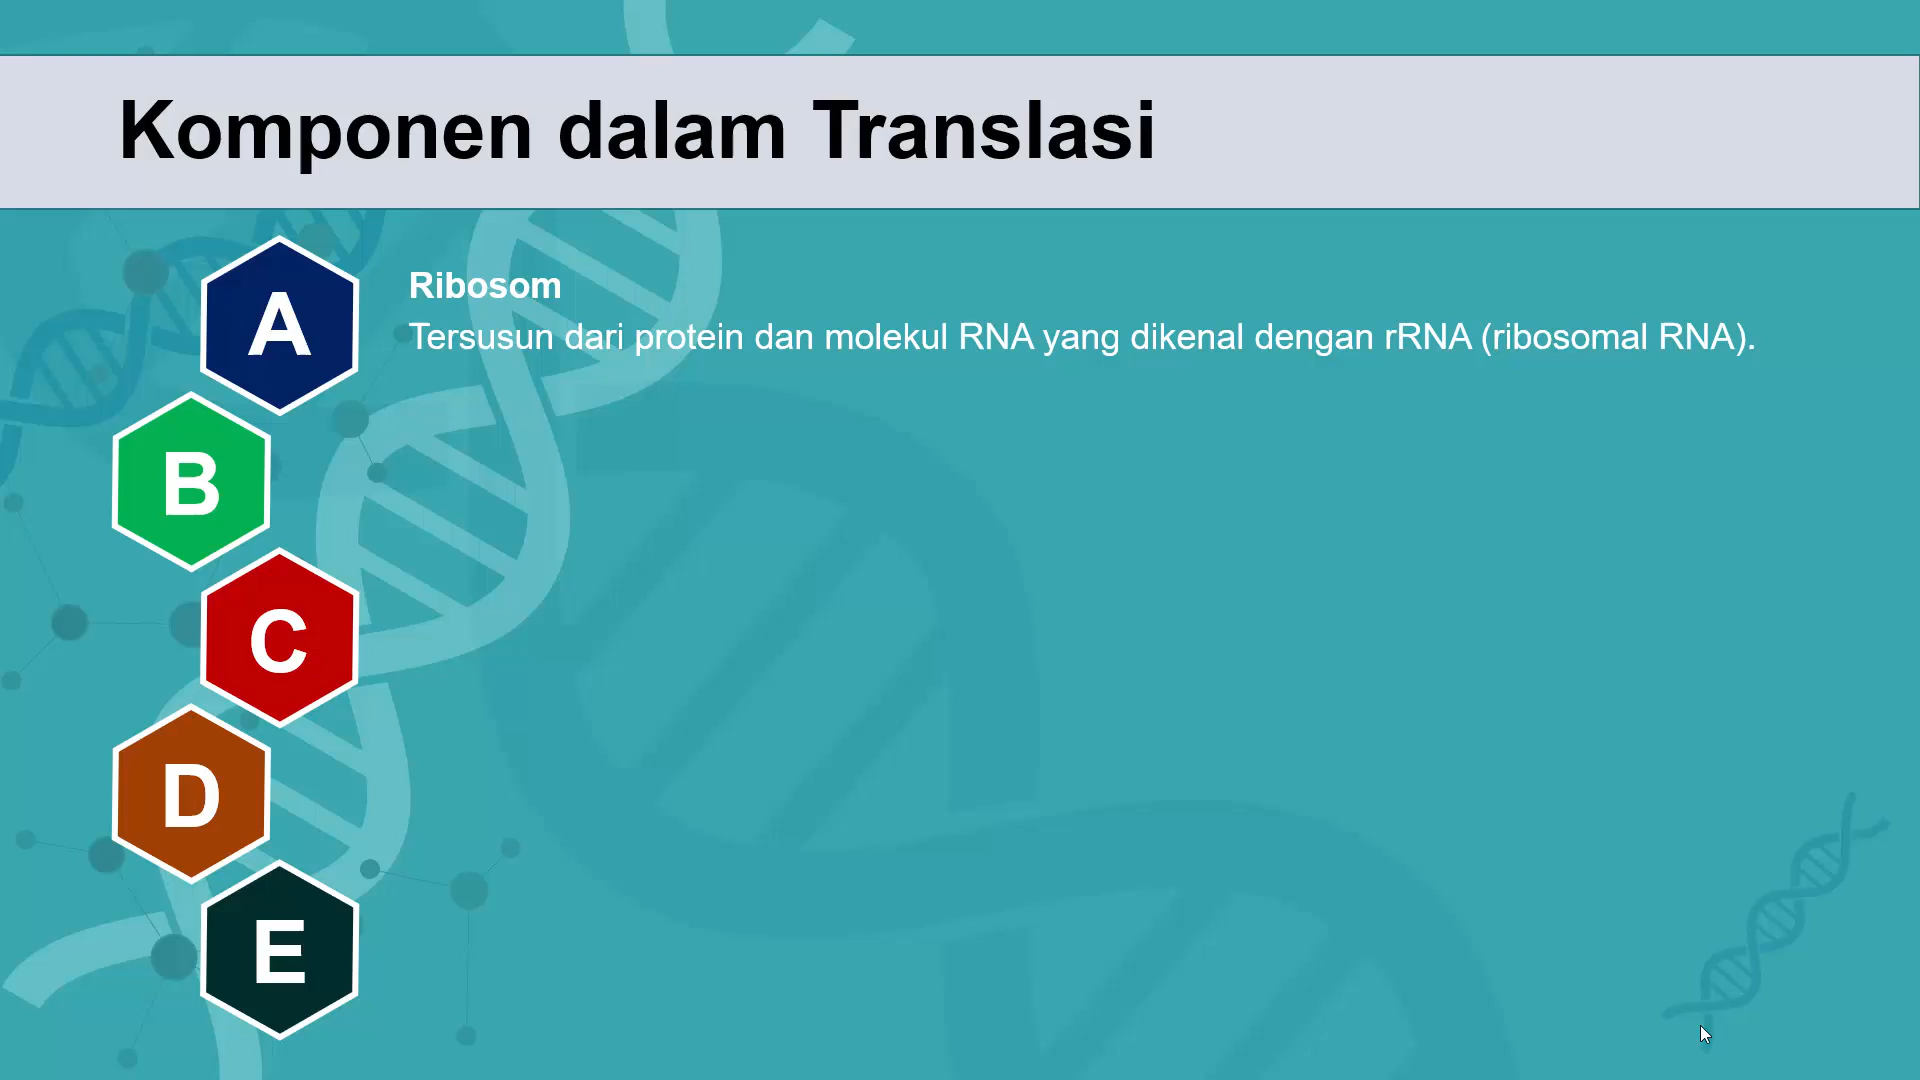 Komponen dalam Translasi
A
Ribosom
Tersusun dari protein dan molekul RNA yang dikenal dengan rRNA (ribosomal RNA).
B
C
D
E